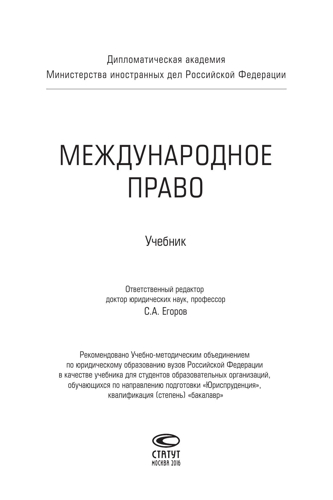 Дипломатическая академия
Министерства иностранных дел Российской Федерации
МЕЖДУНАРОДНОЕ
ПРАВО
Учебник
Ответственный редактор
доктор юридических наук, профессор
С.А. Егоров
Рекомендовано Учебно-методическим объединением
по юридическому образованию вузов Российской Федерации
в качестве учебника для студентов образовательных организаций,
обучающихся по направлению подготовки «Юриспруденция»,
квалификация (степень) «бакалавр»
СТАТУТ
МОСКВА 2016